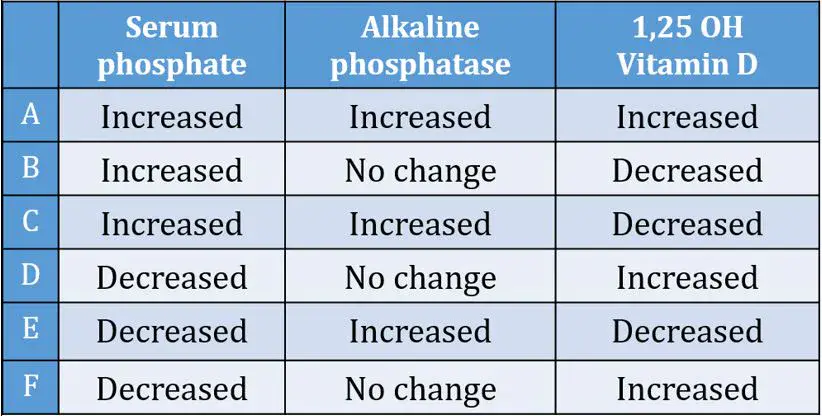 Serum phosphate Alkaline phosphatase 1,25 OH Vitamin D
A Increased Increased Increased
B Increased No change Decreased
C Increased Increased Decreased
D Decreased No change Increased
E Decreased Increased Decreased
F Decreased No change Increased